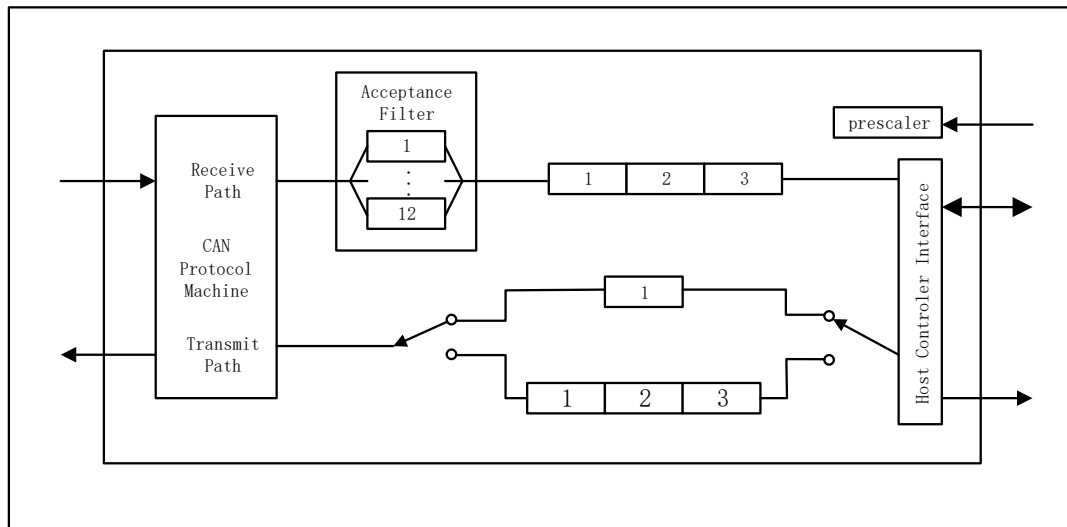 Acceptance
Filter
1
⋮
12
prescaler
Receive
Path
1 2 3
CAN
Protocol
Machine
Host Controler Interface
1
Transmit
Path
1 2 3